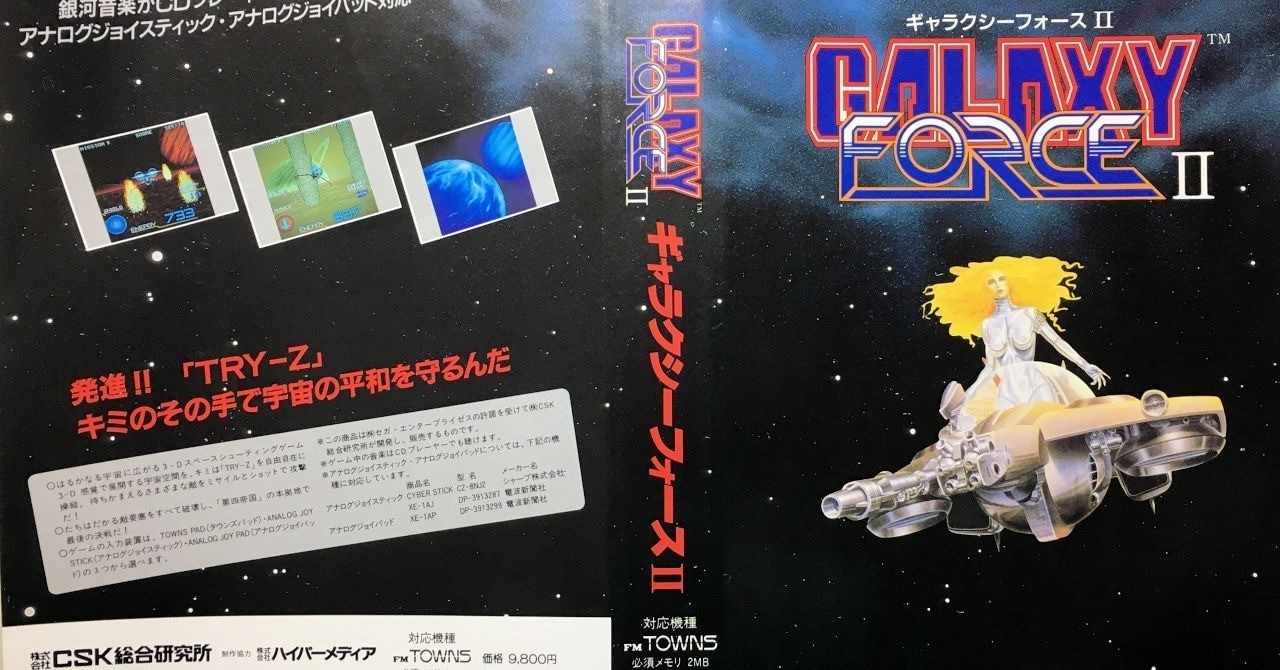 銀河音楽がCDプレー
アナログジョイスティック・アナログジョイパッド対応
発進!! 「TRY-Z」
キミのその手で宇宙の平和を守るんだ
○はるかなる宇宙に広がる3-Dスペースシューティングゲーム
3-D 感覚で展開する宇宙空間を、キミは「TRY-Z」を自由自在に
操縦。待ちかまえるさまざまな敵をミサイルとショットで攻撃
だ!
○たちはだかる敵要塞をすべて破壊し、「第四帝国」の本拠地で
最後の決戦だ!
○ゲームの入力装置は、TOWNS PAD(タウンズパッド)・ANALOG JOY
STICK(アナログジョイスティック)・ANALOG JOY PAD(アナログジョイパッ
ド)の3つから選べます。
※この商品は㈱セガ・エンタープライゼスの許諾を受けて㈱CSK
総合研究所が開発し、販売するものです。
※ゲーム中の音楽はCDプレーヤーでも聴けます。
※アナログジョイスティック・アナログジョイパッドについては、下記の機
種に対応しています。
商品名 型名 メーカー名
アナログジョイスティック CYBER STICK CZ-8NJ2 シャープ株式会社
XE-1AJ DP-3913287 電波新聞社
アナログジョイパッド XE-1AP DP-3913299 電波新聞社
株式会社 CSK総合研究所 制作協力 株式会社 ハイパーメディア
対応機種
FM TOWNS 価格 9,800円
GALAXY
FORCE
II
TM
ギャラクシーフォースII
対応機種
FM TOWNS
必須メモリ 2MB
ギャラクシーフォース II
GALAXY TM
FORCE II